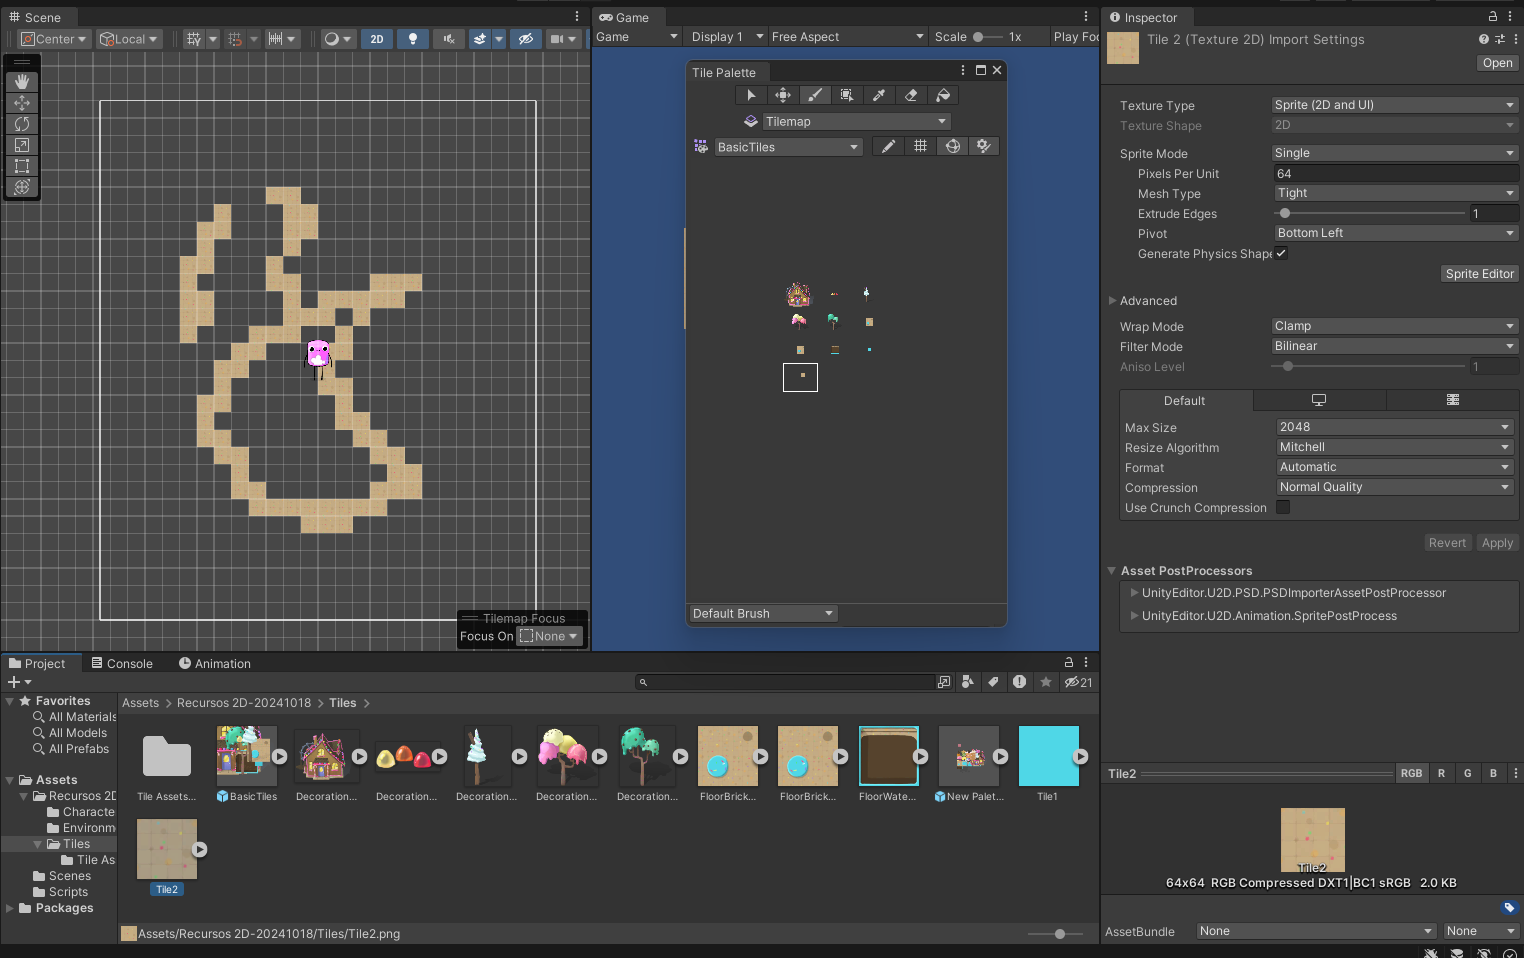 Scene
Center
Local
2D
Tilemap Focus
Focus On
None
Game
Game
Display 1
Free Aspect
Scale
1x
Play Foc
Tile Palette
Tilemap
BasicTiles
Default Brush
Inspector
Tile 2 (Texture 2D) Import Settings
Open
Texture Type
Sprite (2D and UI)
Texture Shape
2D
Sprite Mode
Single
Pixels Per Unit
64
Mesh Type
Tight
Extrude Edges
1
Pivot
Bottom Left
Generate Physics Shape
Sprite Editor
Advanced
Wrap Mode
Clamp
Filter Mode
Bilinear
Aniso Level
1
Default
Max Size
2048
Resize Algorithm
Mitchell
Format
Automatic
Compression
Normal Quality
Use Crunch Compression
Revert
Apply
Asset PostProcessors
UnityEditor.U2D.PSD.PSDImporterAssetPostProcessor
UnityEditor.U2D.Animation.SpritePostProcess
Tile2
RGB
R
G
B
Tile2
64x64 RGB Compressed DXT1|BC1 sRGB 2.0 KB
AssetBundle
None
None
Project
Console
Animation
21
Favorites
All Materials
All Models
All Prefabs
Assets
Recursos 2D
Characte
Environm
Tiles
Tile As
Scenes
Scripts
Packages
Assets > Recursos 2D-20241018 > Tiles >
Tile Assets...
BasicTiles
Decoration...
Decoration...
Decoration...
Decoration...
Decoration...
FloorBrick...
FloorBrick...
FloorWate...
New Palet...
Tile1
Tile2
Assets/Recursos 2D-20241018/Tiles/Tile2.png